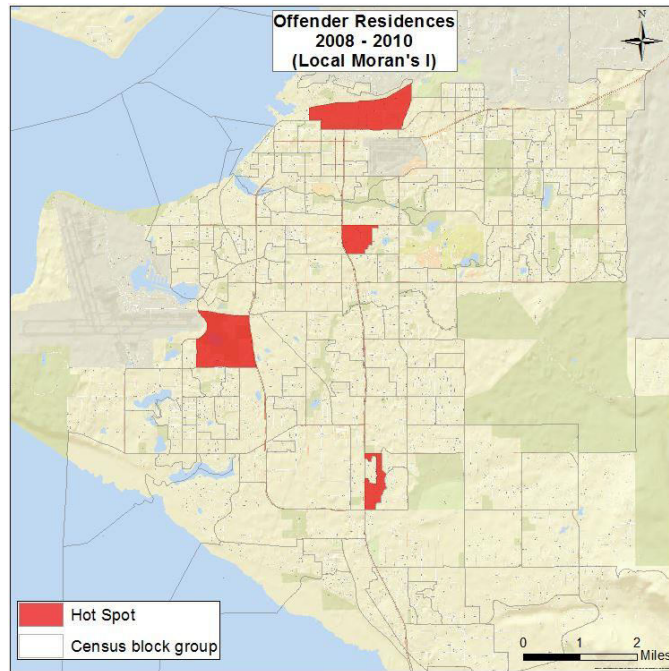 Offender Residences
2008 - 2010
(Local Moran's I)
N
Hot Spot
Census block group
0 1 2
Miles